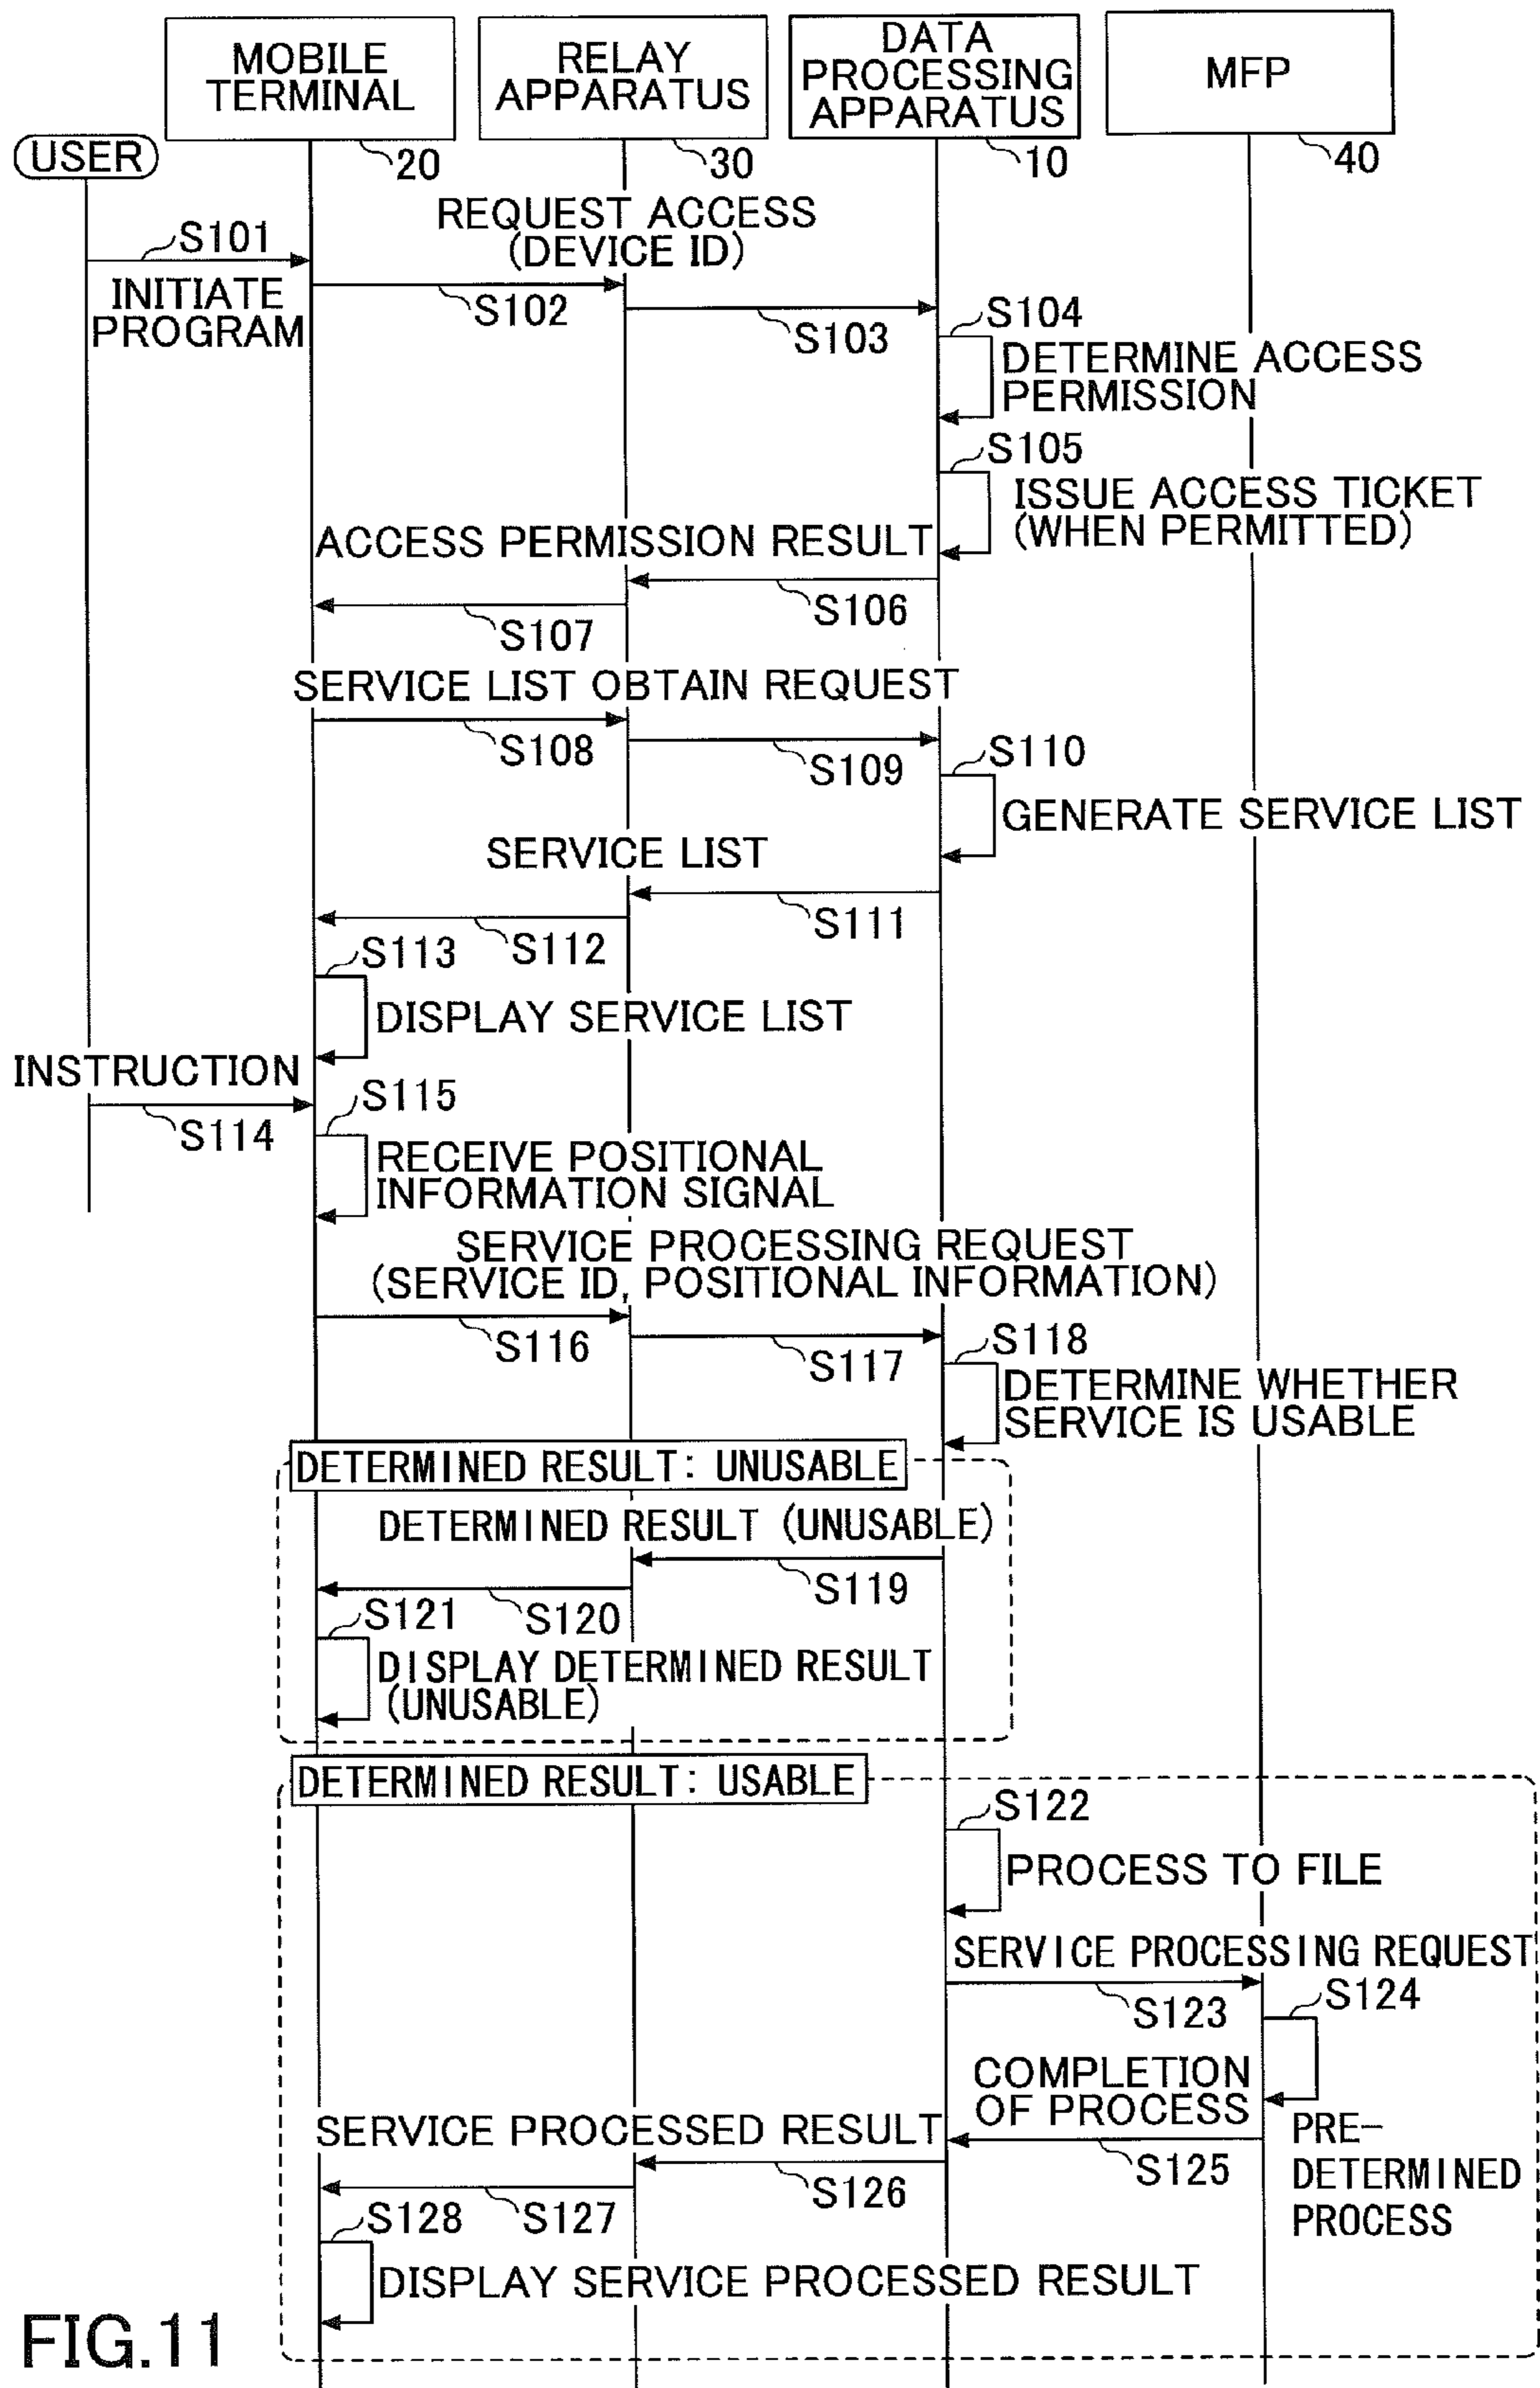 MOBILE
TERMINAL
RELAY
APPARATUS
DATA
PROCESSING
APPARATUS
MFP
USER
20
30
10
40
REQUEST ACCESS
(DEVICE ID)
S101
INITIATE
PROGRAM
S102
S103
S104
DETERMINE ACCESS
PERMISSION
S105
ISSUE ACCESS TICKET
(WHEN PERMITTED)
ACCESS PERMISSION RESULT
S106
S107
SERVICE LIST OBTAIN REQUEST
S108
S109
S110
GENERATE SERVICE LIST
SERVICE LIST
S111
S112
S113
DISPLAY SERVICE LIST
INSTRUCTION
S114
S115
RECEIVE POSITIONAL
INFORMATION SIGNAL
SERVICE PROCESSING REQUEST
(SERVICE ID, POSITIONAL INFORMATION)
S116
S117
S118
DETERMINE WHETHER
SERVICE IS USABLE
DETERMINED RESULT: UNUSABLE
DETERMINED RESULT (UNUSABLE)
S119
S120
S121
DISPLAY DETERMINED RESULT
(UNUSABLE)
DETERMINED RESULT: USABLE
S122
PROCESS TO FILE
SERVICE PROCESSING REQUEST
S123
S124
COMPLETION
OF PROCESS
PRE-
DETERMINED
PROCESS
S125
SERVICE PROCESSED RESULT
S126
S127
S128
DISPLAY SERVICE PROCESSED RESULT
FIG.11